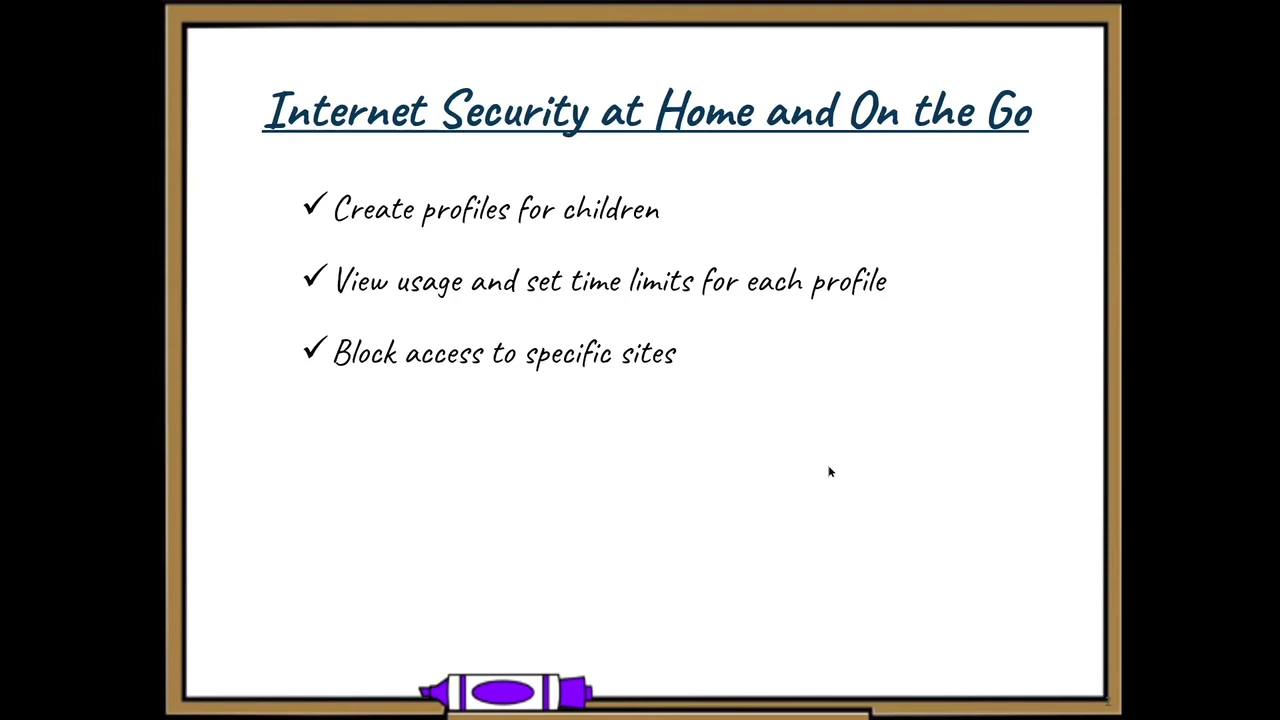 Internet Security at Home and On the Go
✓ Create profiles for children
✓ View usage and set time limits for each profile
✓ Block access to specific sites